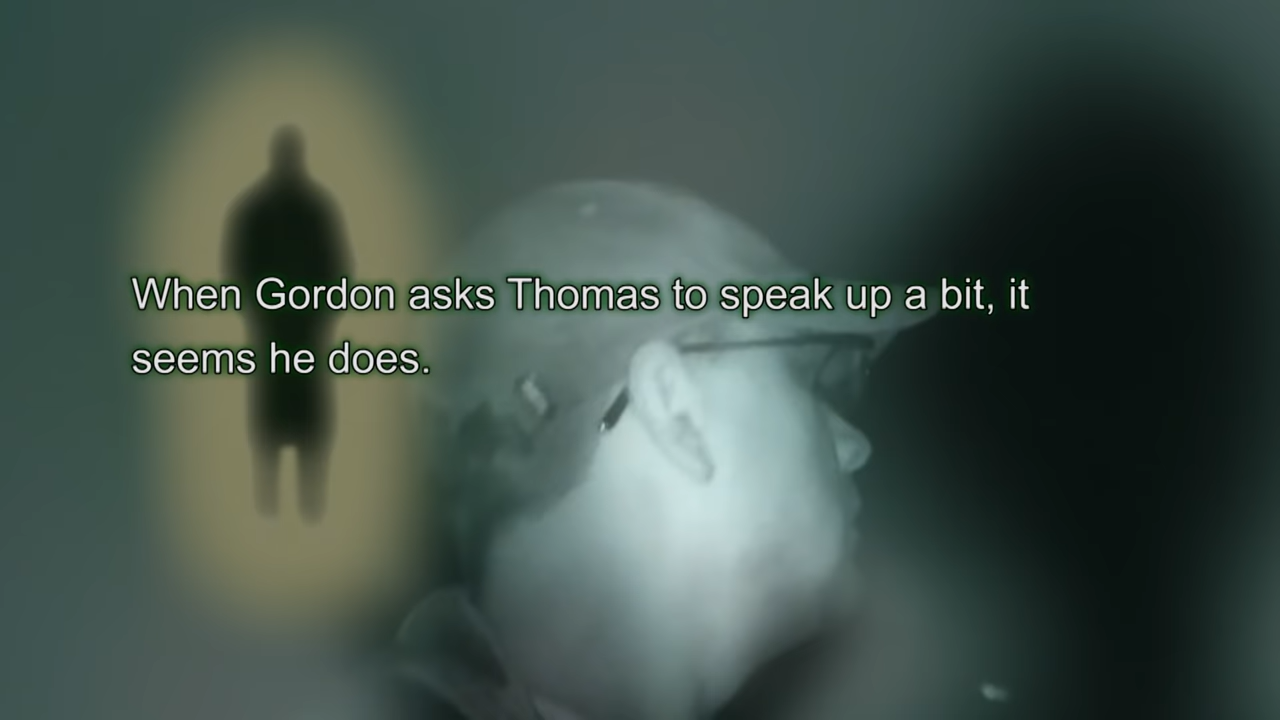 When Gordon asks Thomas to speak up a bit, it
seems he does.